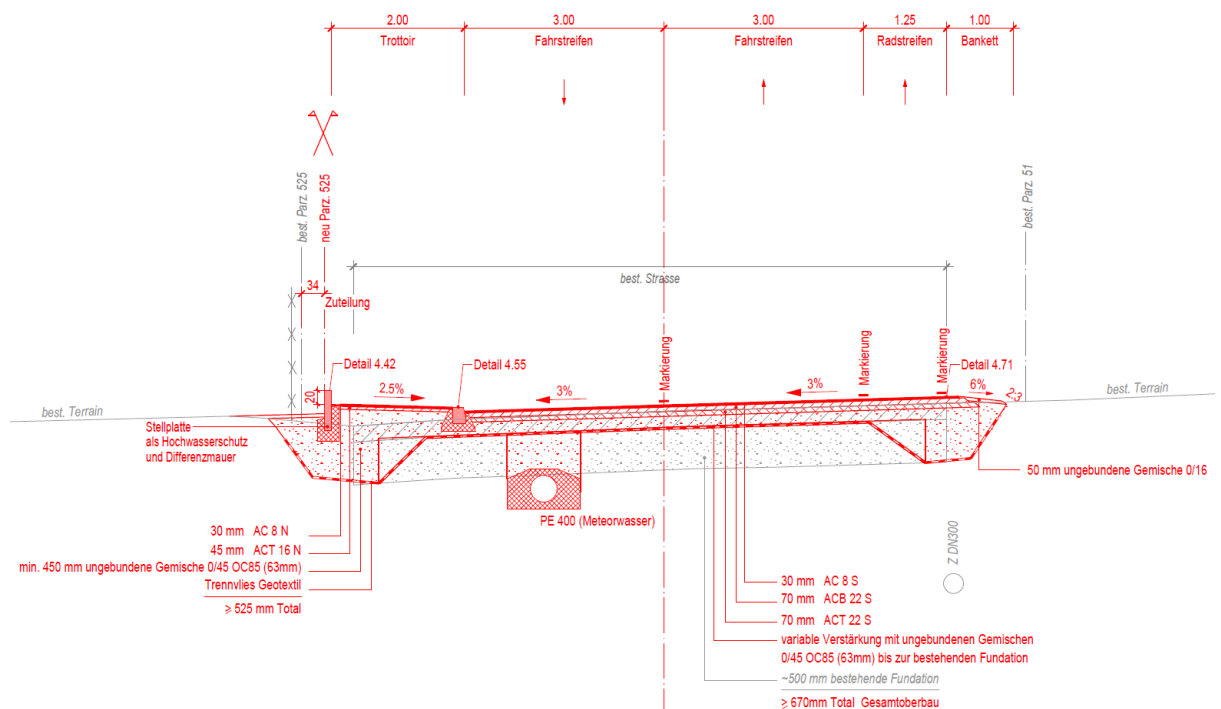 2.00
3.00
3.00
1.25
1.00
Trottoir
Fahrstreifen
Fahrstreifen
Radstreifen
Bankett
best. Parz. 525
neu Parz. 525
best. Parz. 51
best. Strasse
34
Zuteilung
Markierung
Markierung
Markierung
Detail 4.42
Detail 4.55
Detail 4.71
20
2.5%
3%
3%
6%
2:3
best. Terrain
best. Terrain
Stellplatte
als Hochwasserschutz
und Differenzmauer
50 mm ungebundene Gemische 0/16
PE 400 (Meteorwasser)
Z DN300
30 mm AC 8 N
45 mm ACT 16 N
min. 450 mm ungebundene Gemische 0/45 OC85 (63mm)
Trennvlies Geotextil
⩾ 525 mm Total
30 mm AC 8 S
70 mm ACB 22 S
70 mm ACT 22 S
variable Verstärkung mit ungebundenen Gemischen
0/45 OC85 (63mm) bis zur bestehenden Fundation
~500 mm bestehende Fundation
⩾ 670mm Total Gesamtoberbau